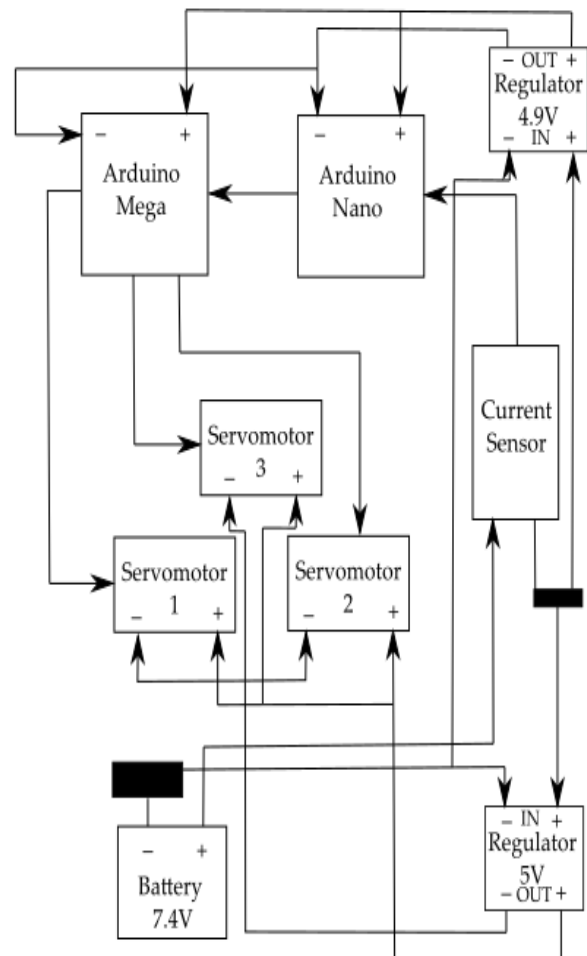 − OUT +
Regulator
4.9V
− IN +
− +
Arduino
Mega
− +
Arduino
Nano
Current
Sensor
Servomotor
3
− +
Servomotor
1
− +
Servomotor
2
− +
− +
Battery
7.4V
− IN +
Regulator
5V
− OUT +